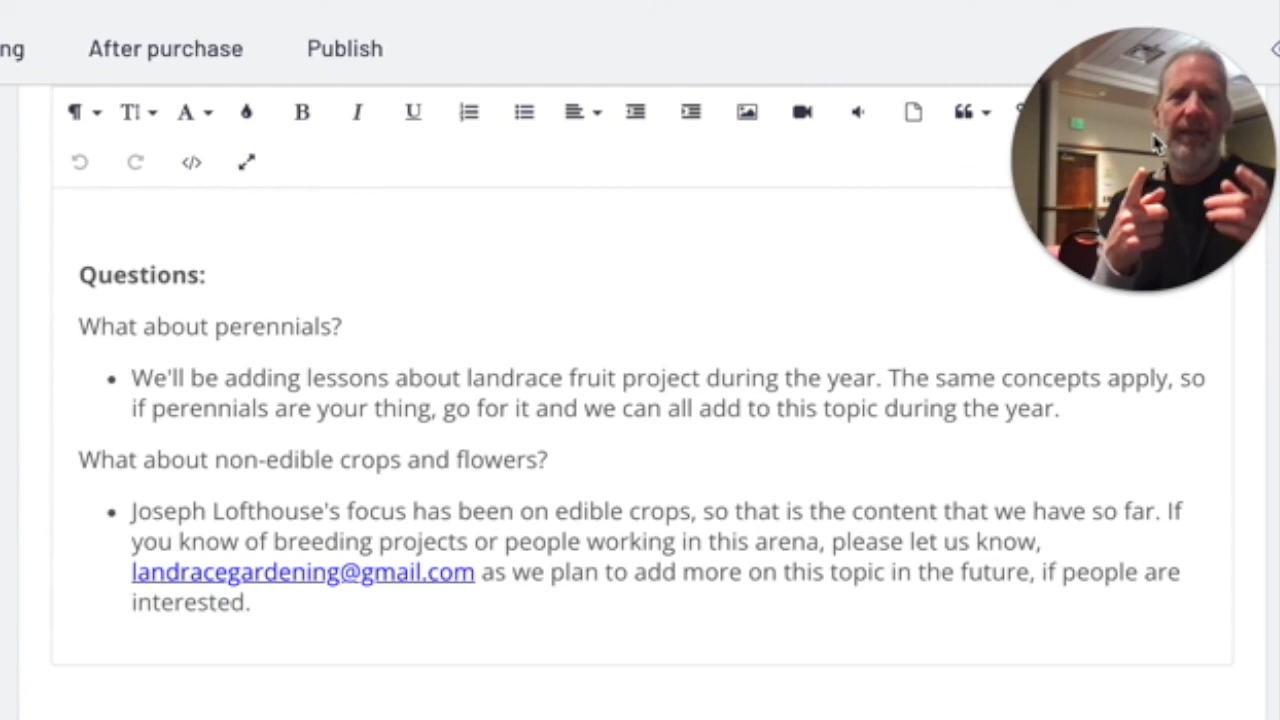 ng After purchase Publish
Questions:
What about perennials?
We'll be adding lessons about landrace fruit project during the year. The same concepts apply, so
if perennials are your thing, go for it and we can all add to this topic during the year.
What about non-edible crops and flowers?
Joseph Lofthouse's focus has been on edible crops, so that is the content that we have so far. If
you know of breeding projects or people working in this arena, please let us know,
landracegardening@gmail.com as we plan to add more on this topic in the future, if people are
interested.